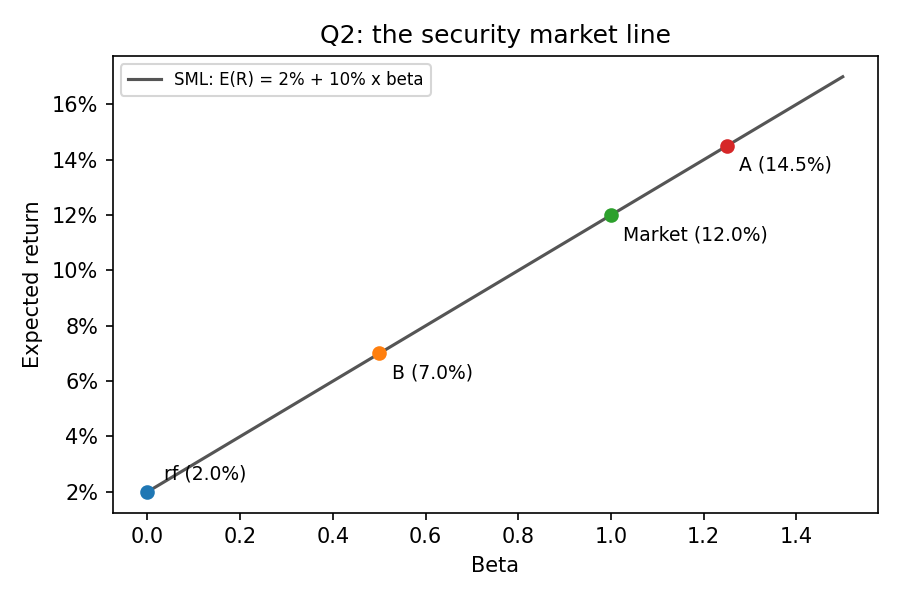 Q2: the security market line
SML: E(R) = 2% + 10% x beta
Expected return
16%
14%
12%
10%
8%
6%
4%
2%
A (14.5%)
Market (12.0%)
B (7.0%)
rf (2.0%)
0.0 0.2 0.4 0.6 0.8 1.0 1.2 1.4
Beta